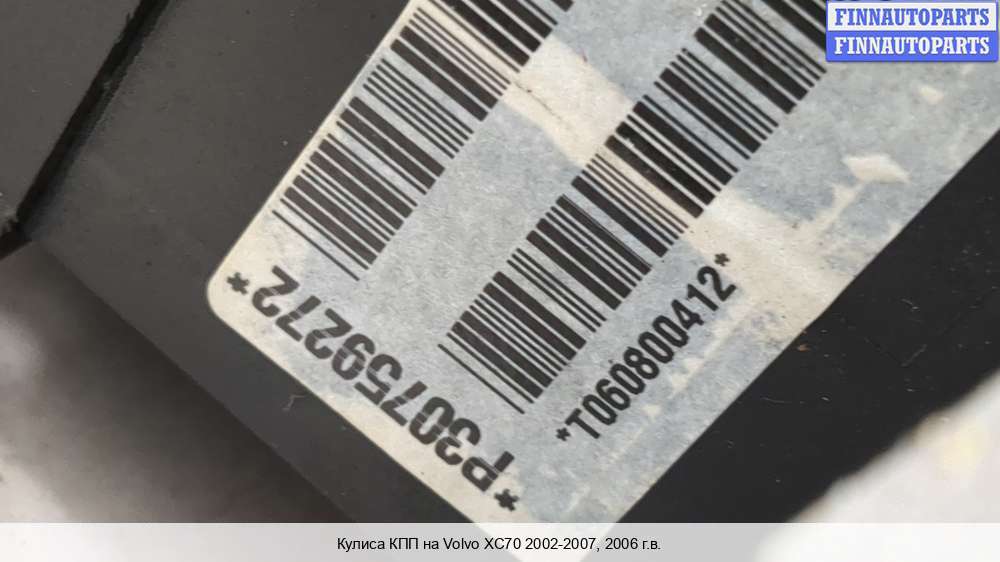 FINNAUTOPARTS
FINNAUTOPARTS
*P30759272*
*T060800412*
Кулиса КПП на Volvo XC70 2002-2007, 2006 г.в.